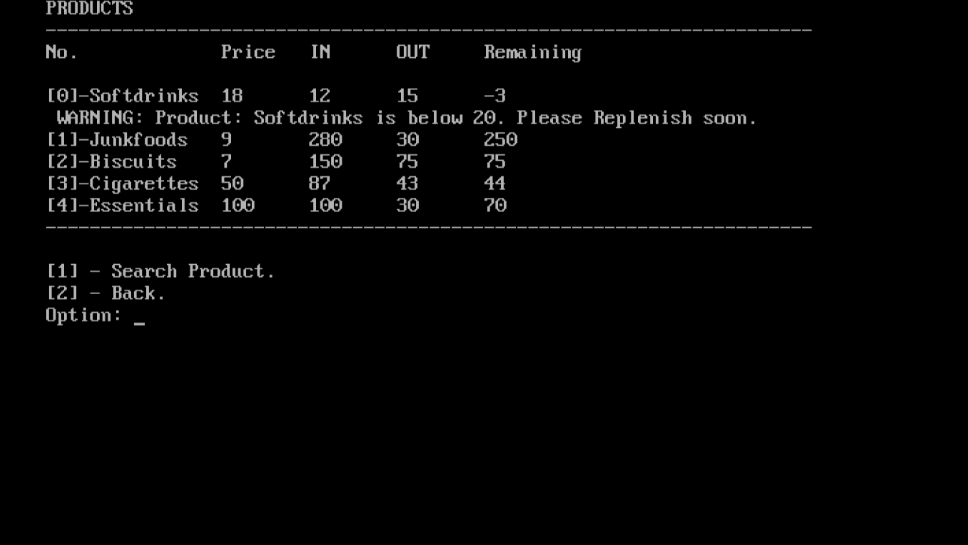 PRODUCTS
----------------------------------------------------------------------
No. Price IN OUT Remaining
[0]-Softdrinks 18 12 15 -3
WARNING: Product: Softdrinks is below 20. Please Replenish soon.
[1]-Junkfoods 9 280 30 250
[2]-Biscuits 7 150 75 75
[3]-Cigarettes 50 87 43 44
[4]-Essentials 100 100 30 70
----------------------------------------------------------------------
[1] - Search Product.
[2] - Back.
Option: _